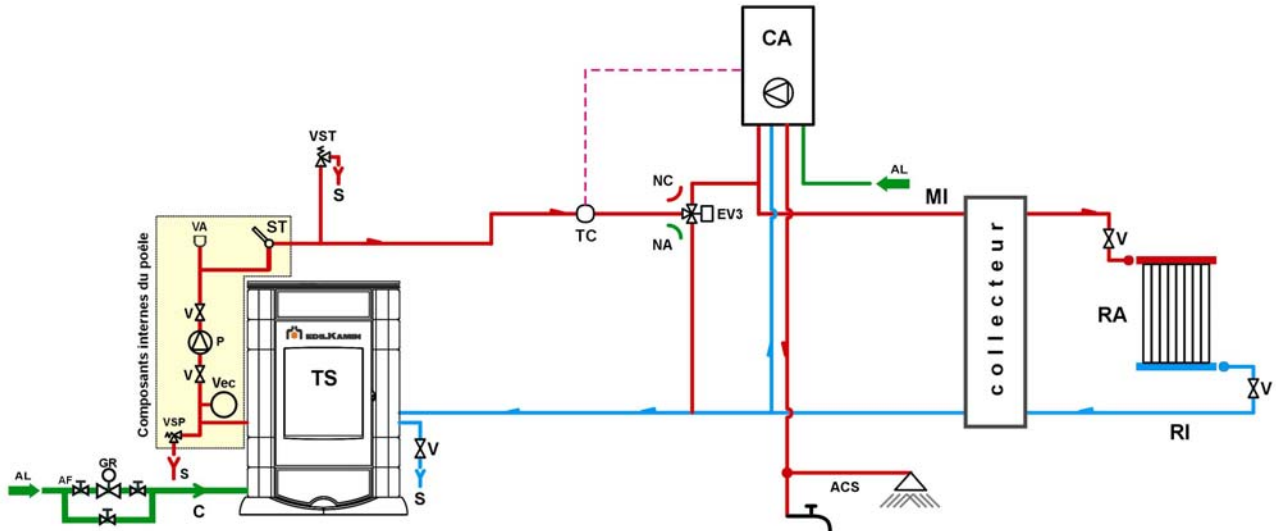 CA
VST
S
NC
AL
MI
EV3
TC
NA
Composants internes du poêle
VA
ST
V
P
V
Vec
VSP
S
EDILKAMIN
TS
V
S
AL
AF
GR
C
collecteur
V
RA
V
RI
ACS